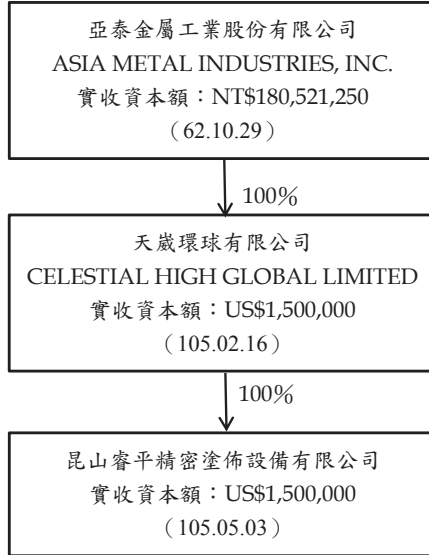 亞泰金屬工業股份有限公司
ASIA METAL INDUSTRIES, INC.
實收資本額：NT$180,521,250
（62.10.29）
100%
天崴環球有限公司
CELESTIAL HIGH GLOBAL LIMITED
實收資本額：US$1,500,000
（105.02.16）
100%
昆山睿平精密塗佈設備有限公司
實收資本額：US$1,500,000
（105.05.03）